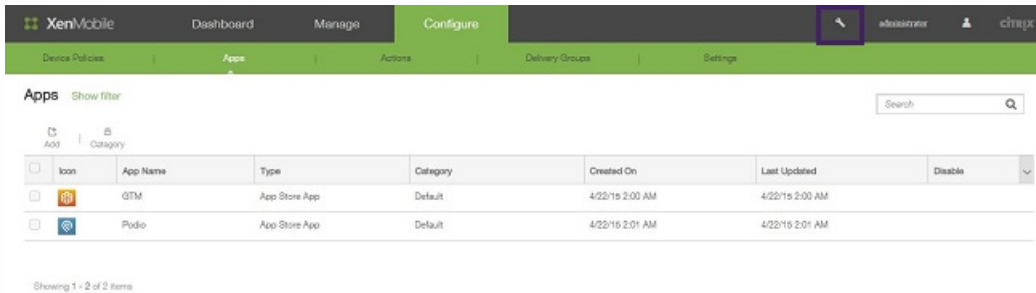 XenMobile Dashboard Manage Configure administrator citrix
Device Policies Apps Actions Delivery Groups Settings
Apps Show filter
Search
Add Category
Icon App Name Type Category Created On Last Updated Disable
GTM App Store App Default 4/22/15 2:00 AM 4/22/15 2:00 AM
Podio App Store App Default 4/22/15 2:01 AM 4/22/15 2:01 AM
Showing 1 - 2 of 2 items